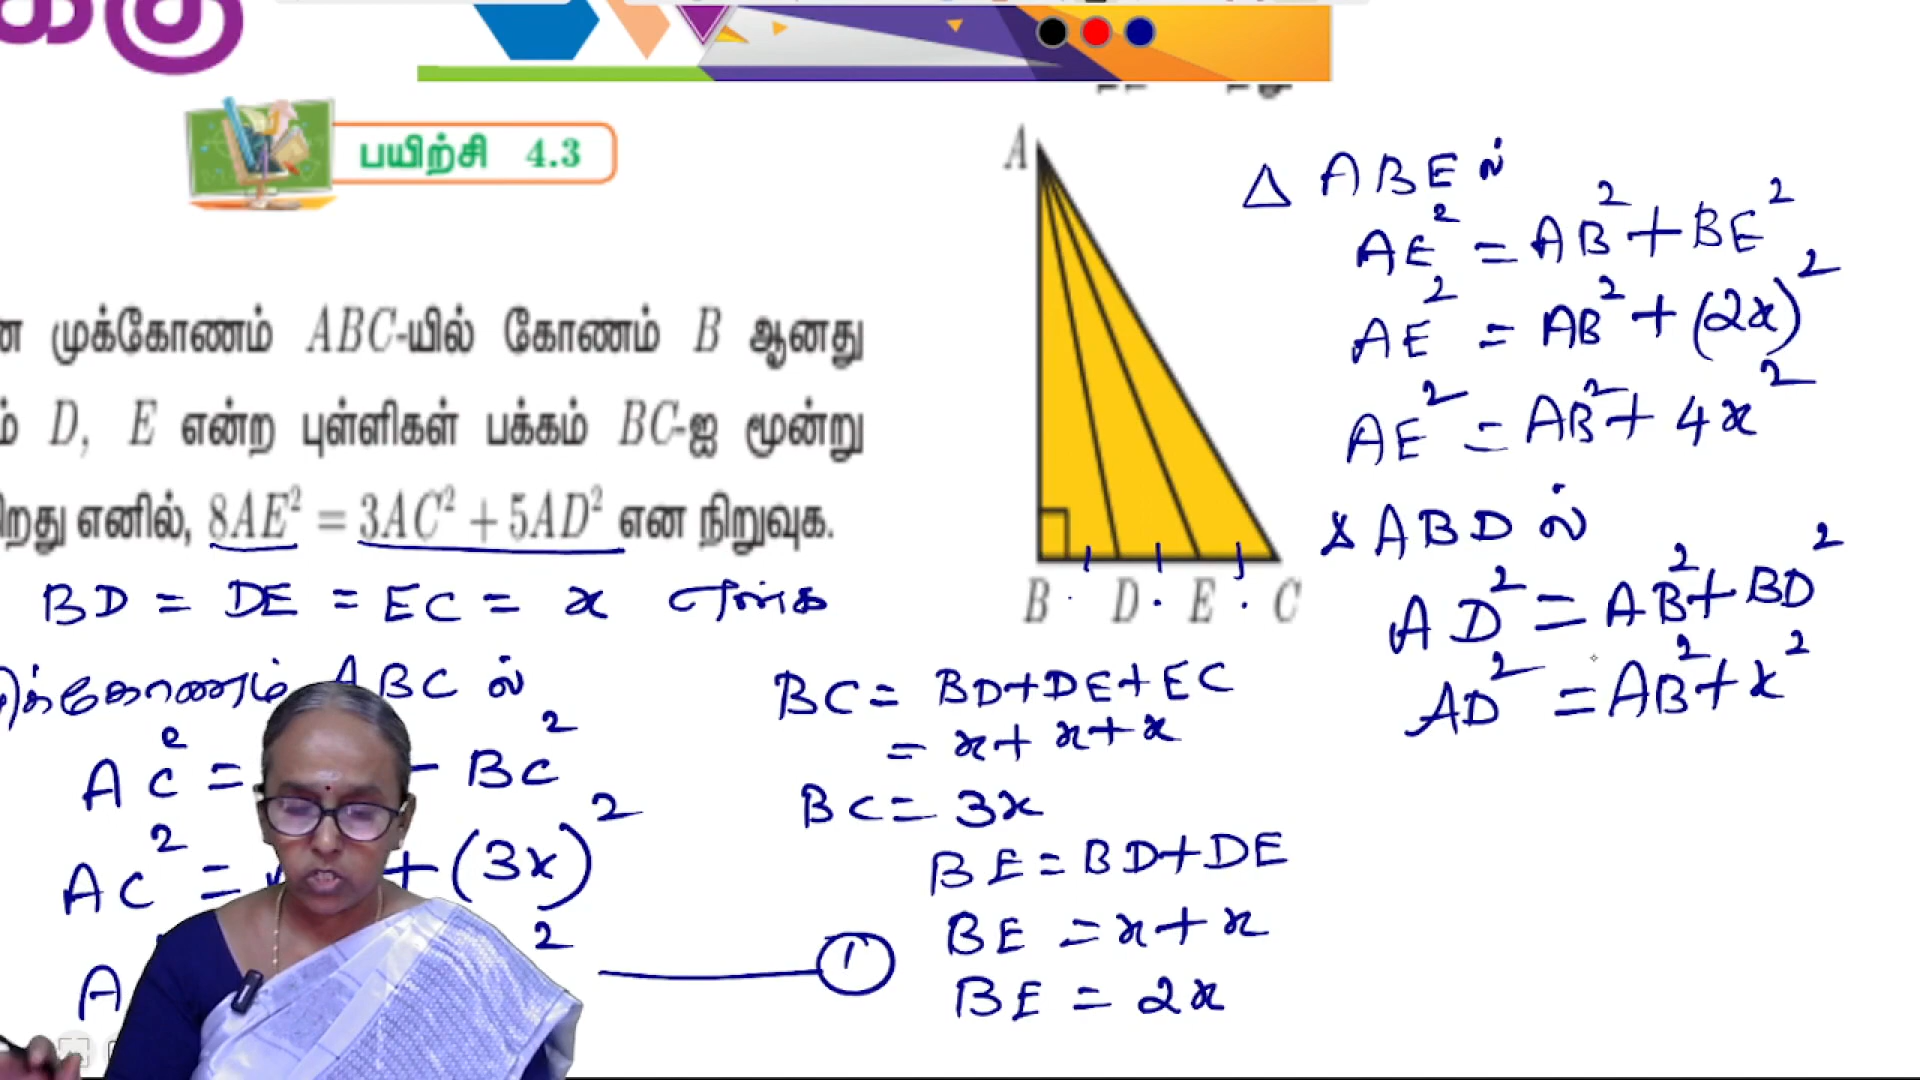 க்கு
பயிற்சி 4.3
முக்கோணம் ABC-யில் கோணம் B ஆனது
D, E என்ற புள்ளிகள் பக்கம் BC-ஐ மூன்று
எனில், 8AE² = 3AC² + 5AD² என நிறுவுக.
BD = DE = EC = x என்க
ABC ல்
AC² = - BC²
AC² = + (3x)²
A ² ①
A
B D E C
BC = BD+DE+EC
= x+x+x
BC = 3x
BE = BD+DE
BE = x+x
BE = 2x
△ ABE ல்
AE² = AB² + BE²
AE² = AB² + (2x)²
AE² = AB² + 4x²
△ ABD ல்
AD² = AB² + BD²
AD² = AB² + x²